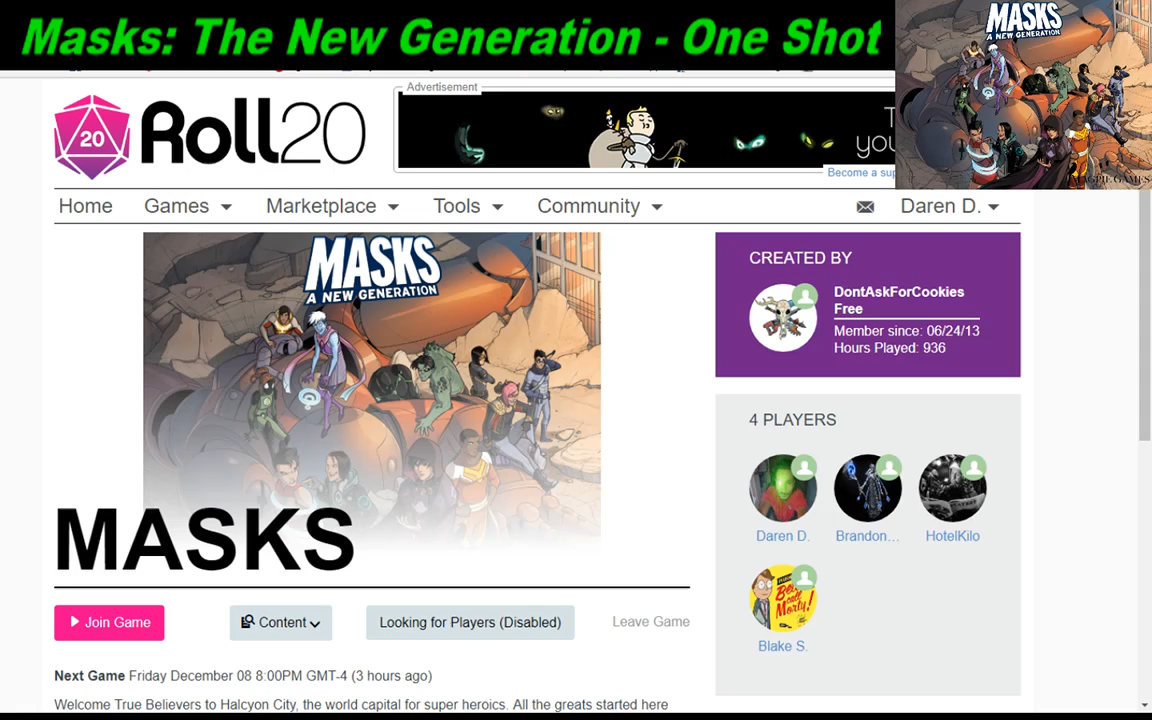 Masks: The New Generation - One Shot
MASKS
A NEW GENERATION
MAGPIE GAMES
20
Roll20
Advertisement
you
Become a sup
Home
Games
Marketplace
Tools
Community
Daren D.
MASKS
A NEW GENERATION
CREATED BY
DontAskForCookies
Free
Member since: 06/24/13
Hours Played: 936
4 PLAYERS
Daren D.
Brandon...
HotelKilo
Blake S.
MASKS
Join Game
Content
Looking for Players (Disabled)
Leave Game
Next Game Friday December 08 8:00PM GMT-4 (3 hours ago)
Welcome True Believers to Halcyon City, the world capital for super heroics. All the greats started here